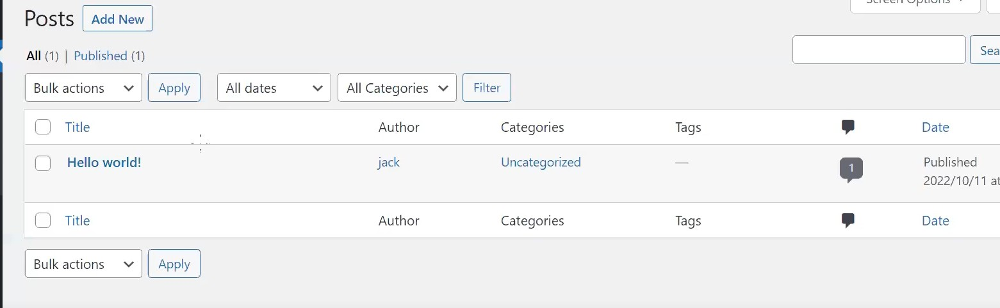 Screen Options
Posts Add New
All (1) | Published (1)
Bulk actions Apply All dates All Categories Filter
Title Author Categories Tags Date
Hello world! jack Uncategorized — 1 Published
2022/10/11 at
Title Author Categories Tags Date
Bulk actions Apply